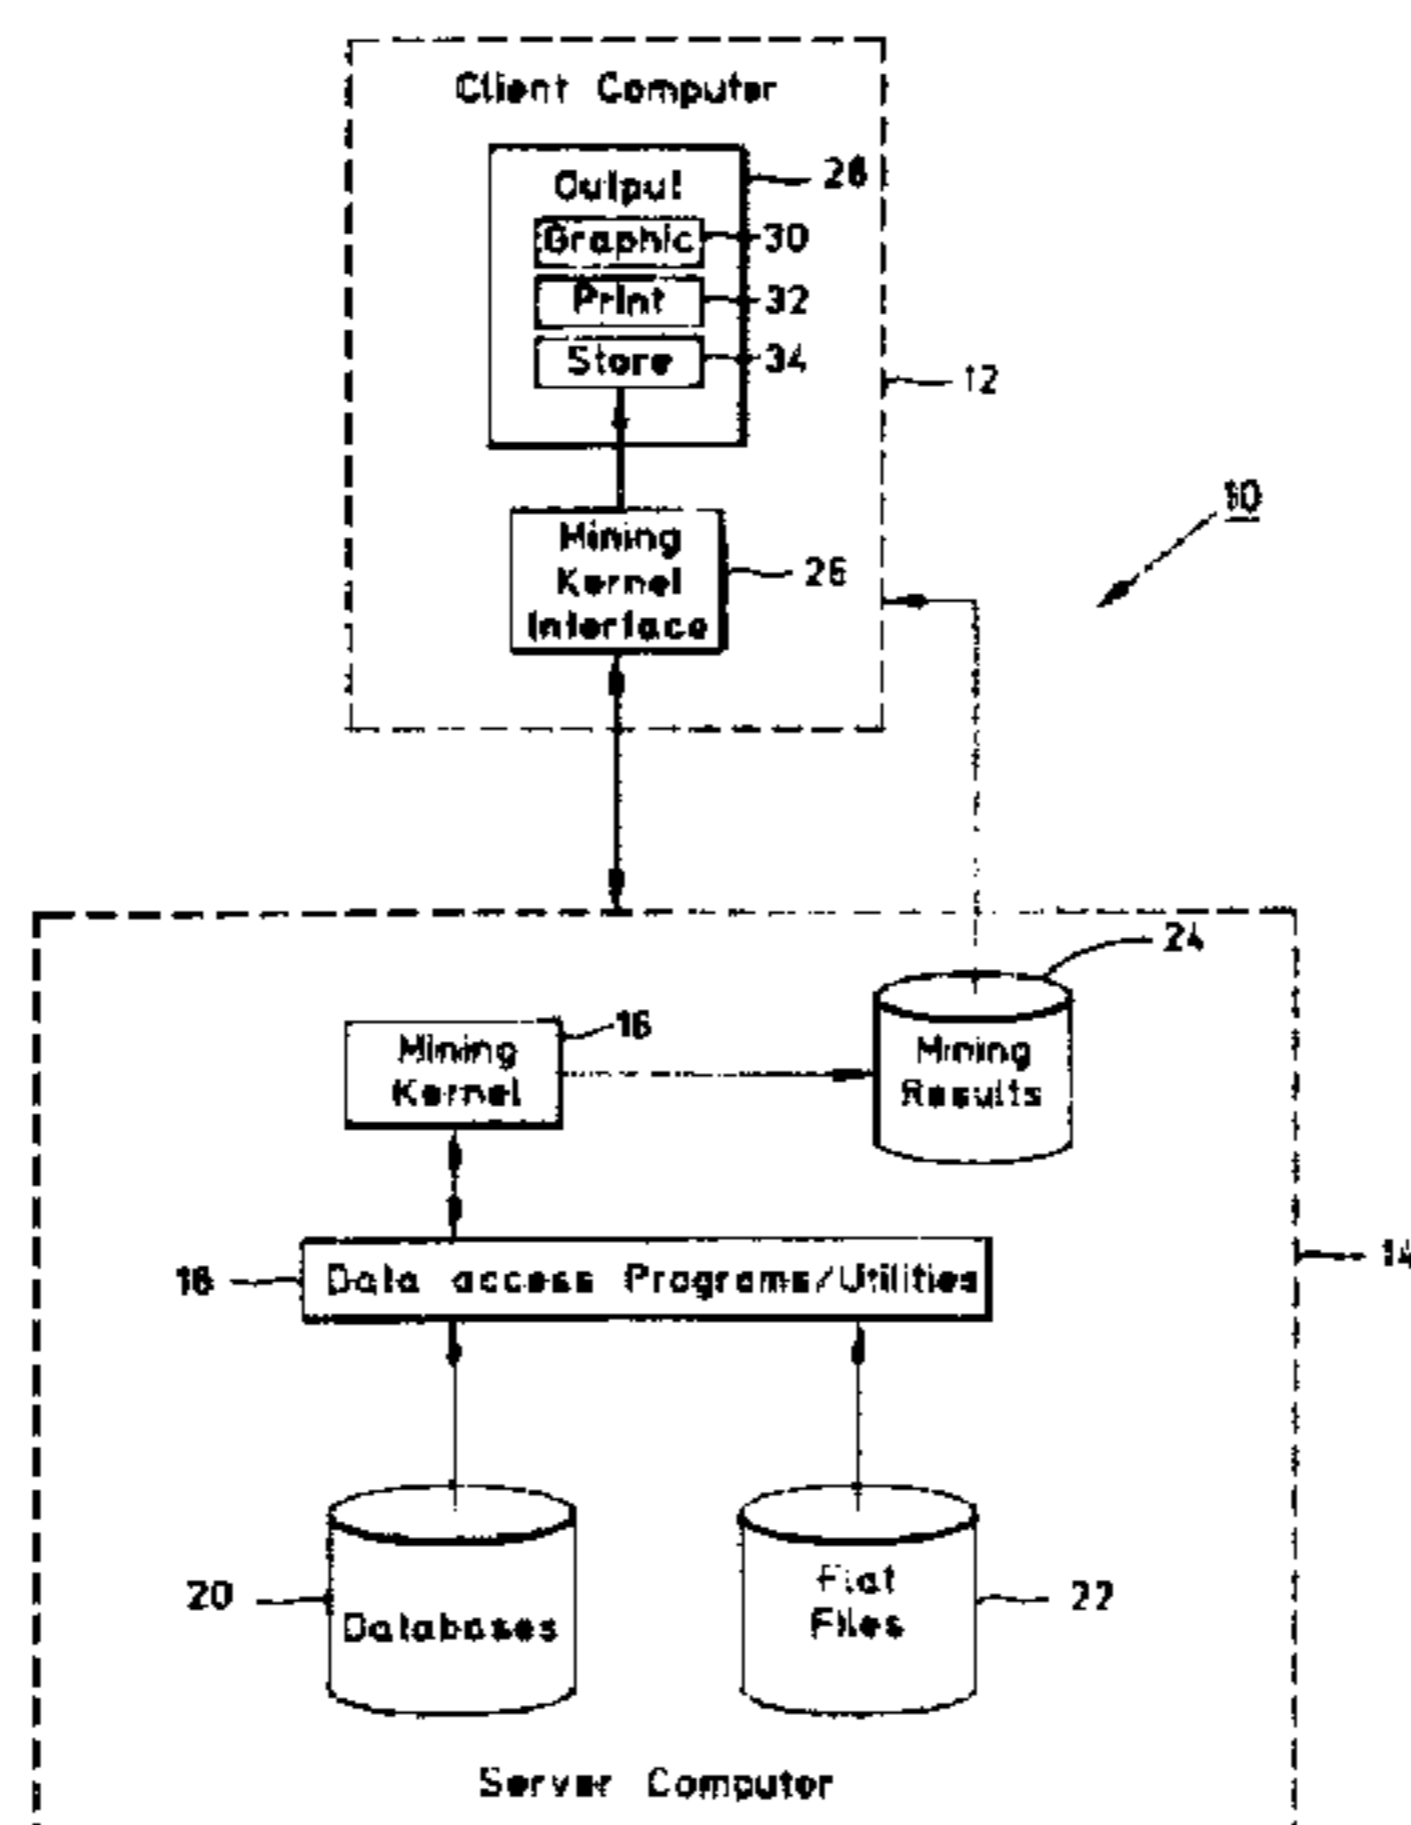 Client Computer
Output
28
Graphic
30
Print
32
Store
34
12
10
Mining
Kernel
Interface
26
24
16
Mining
Kernel
Mining
Results
18
Data access Programs/Utilities
14
20
Databases
Flat
Files
22
Server Computer